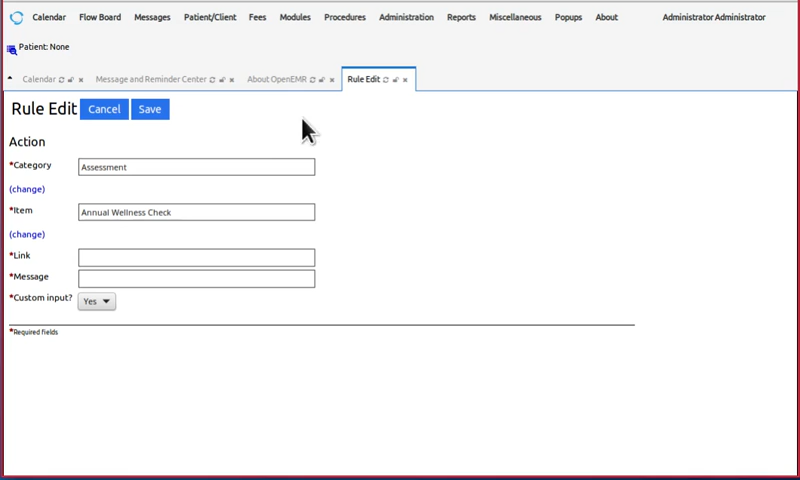 Calendar Flow Board Messages Patient/Client Fees Modules Procedures Administration Reports Miscellaneous Popups About Administrator Administrator
Patient: None
Calendar Message and Reminder Center About OpenEMR Rule Edit
Rule Edit Cancel Save
Action
*Category Assessment
(change)
*Item Annual Wellness Check
(change)
*Link
*Message
*Custom input? Yes
*Required fields